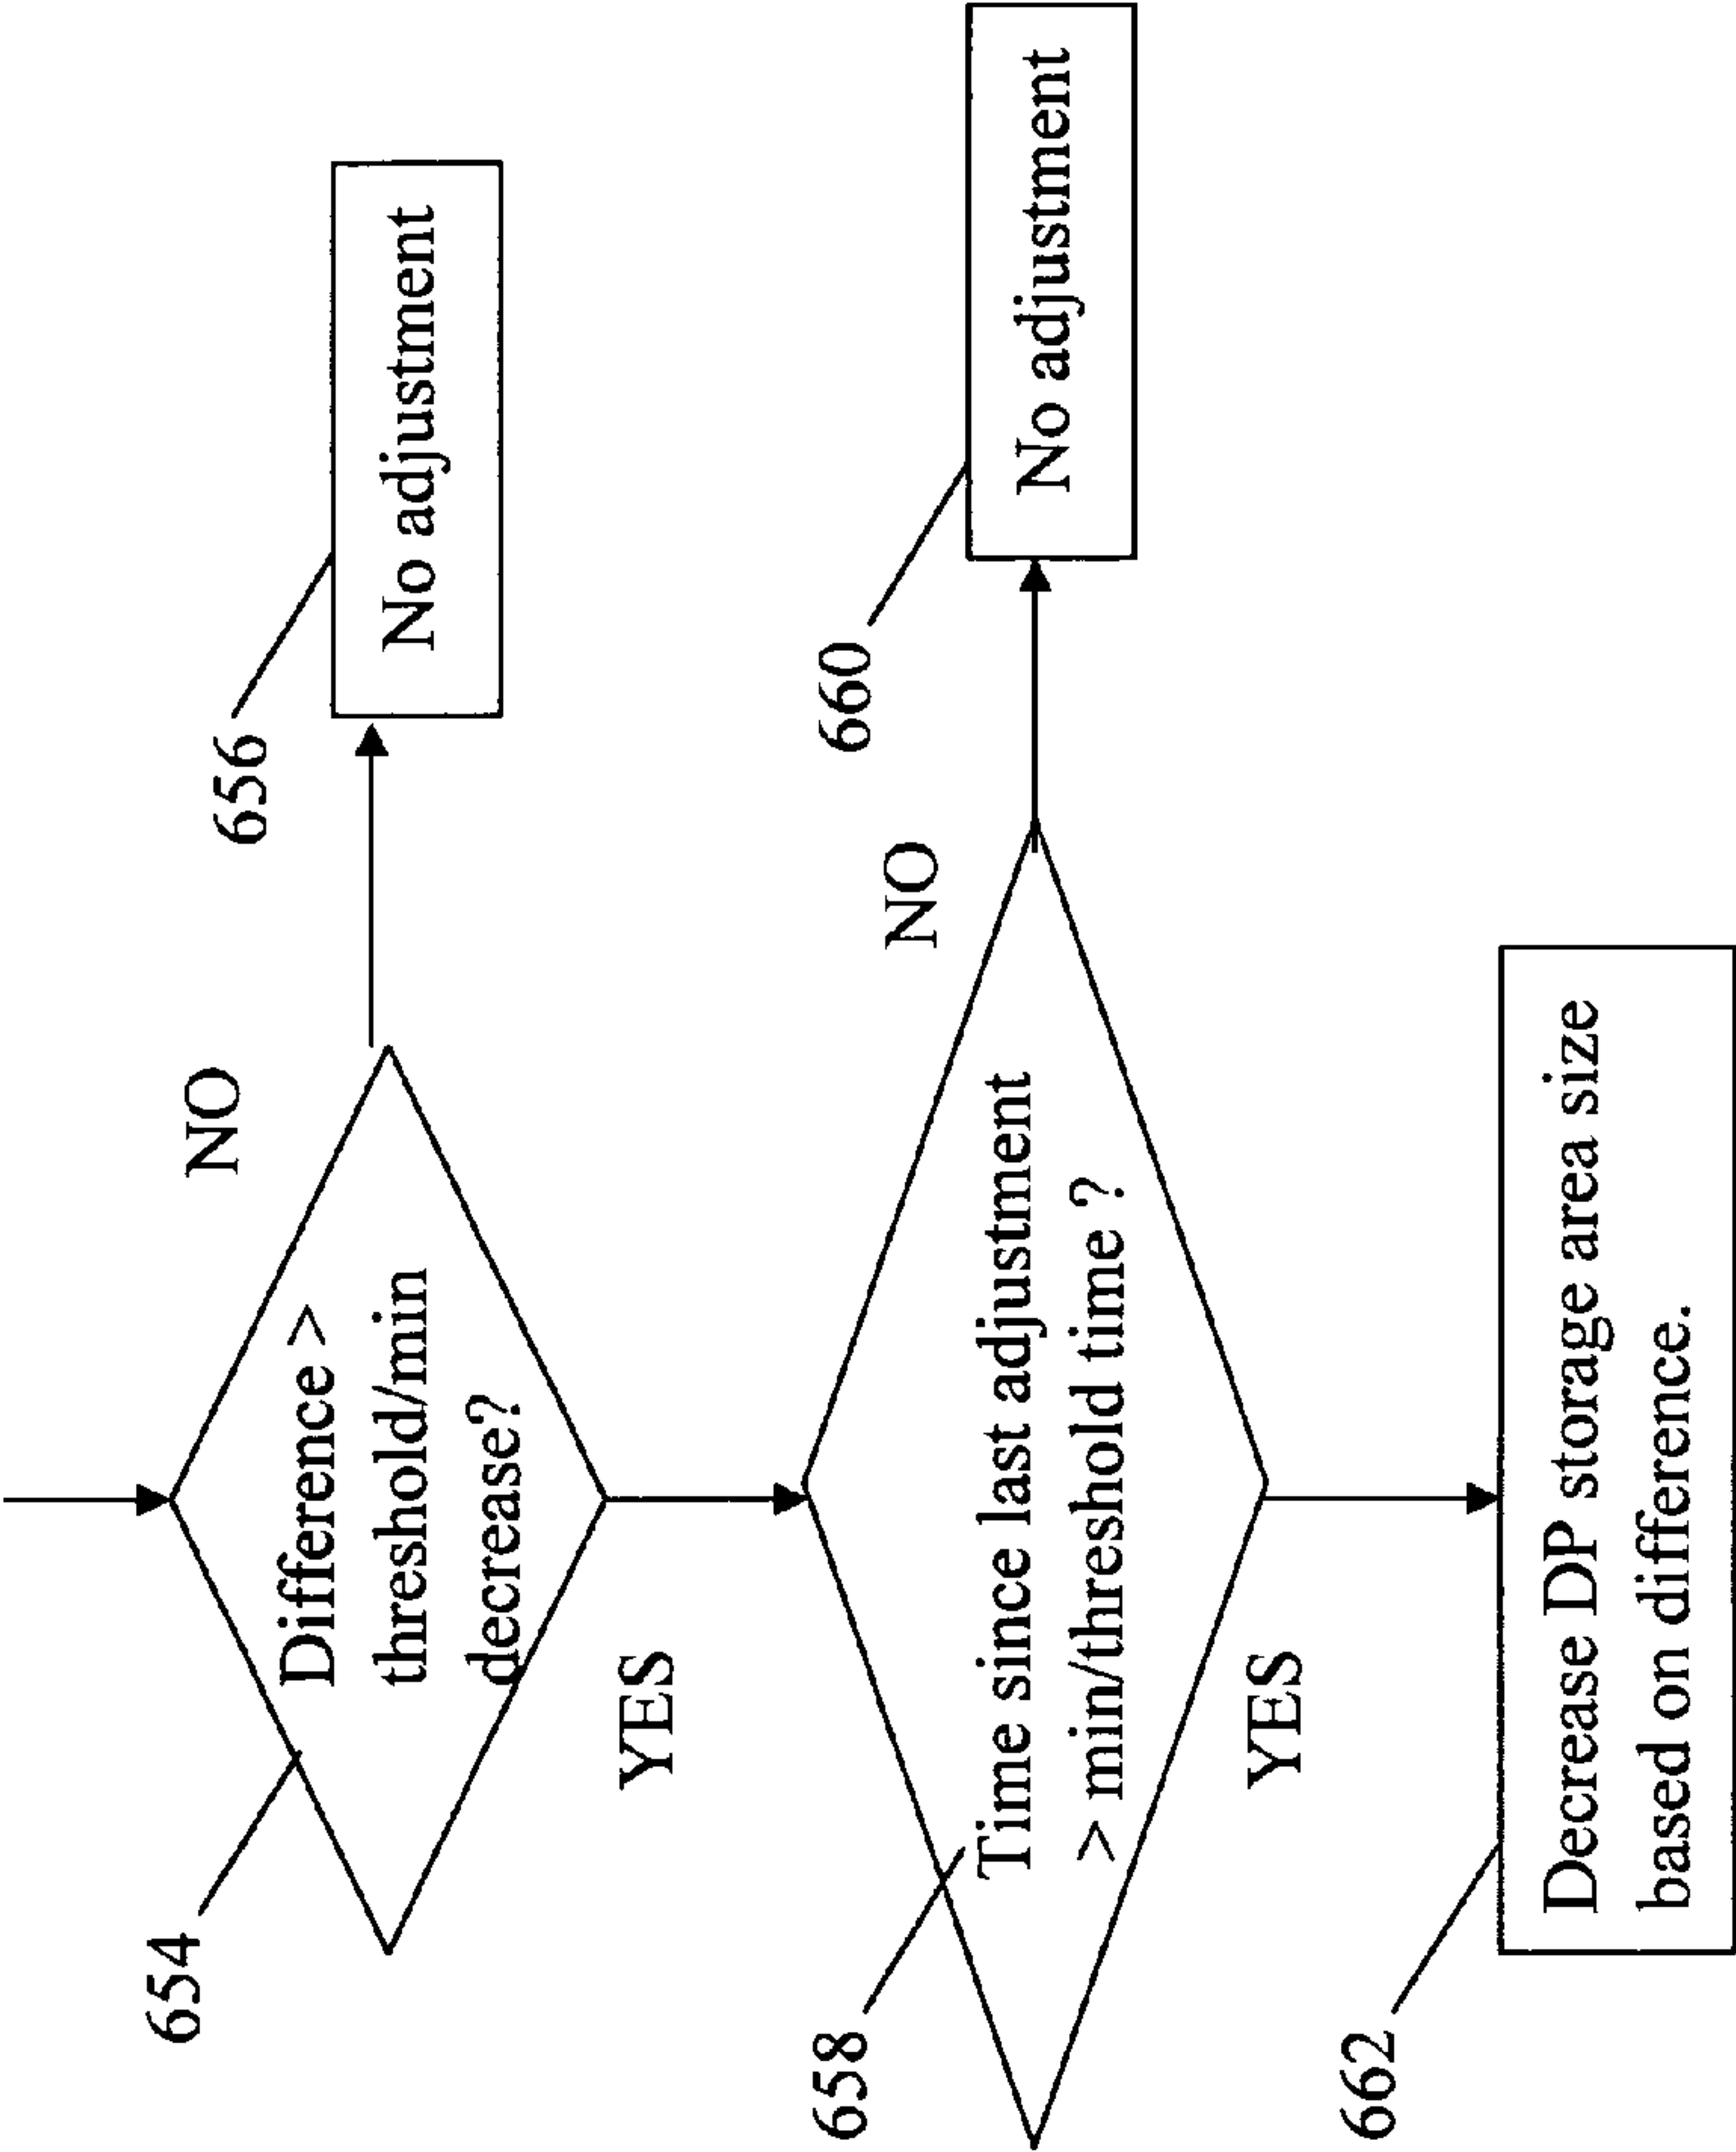 654
Difference >
threshold/min
decrease?
NO
656
No adjustment
YES
658
Time since last adjustment
> min/threshold time ?
NO
660
No adjustment
YES
662
Decrease DP storage area size
based on difference.